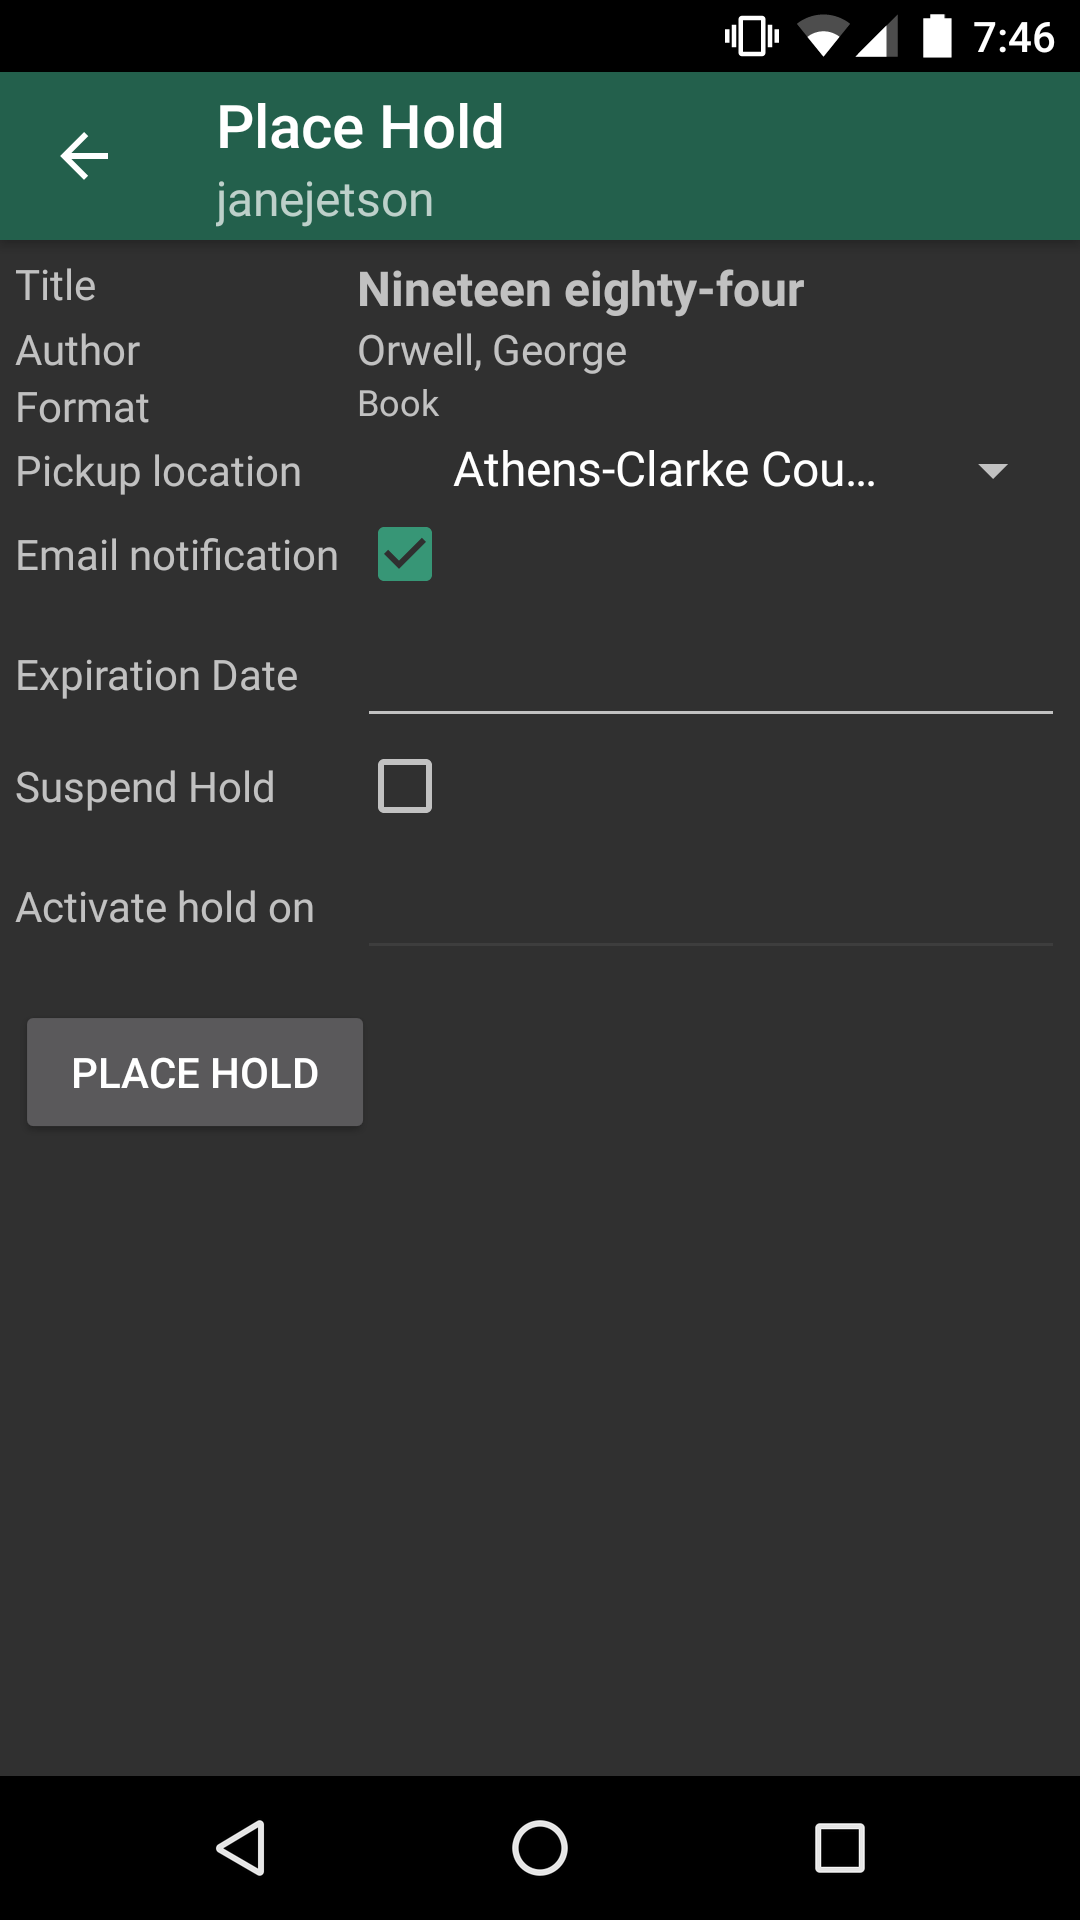 7:46
Place Hold
janejetson
Title Nineteen eighty-four
Author Orwell, George
Format Book
Pickup location Athens-Clarke Cou...
Email notification
Expiration Date
Suspend Hold
Activate hold on
PLACE HOLD